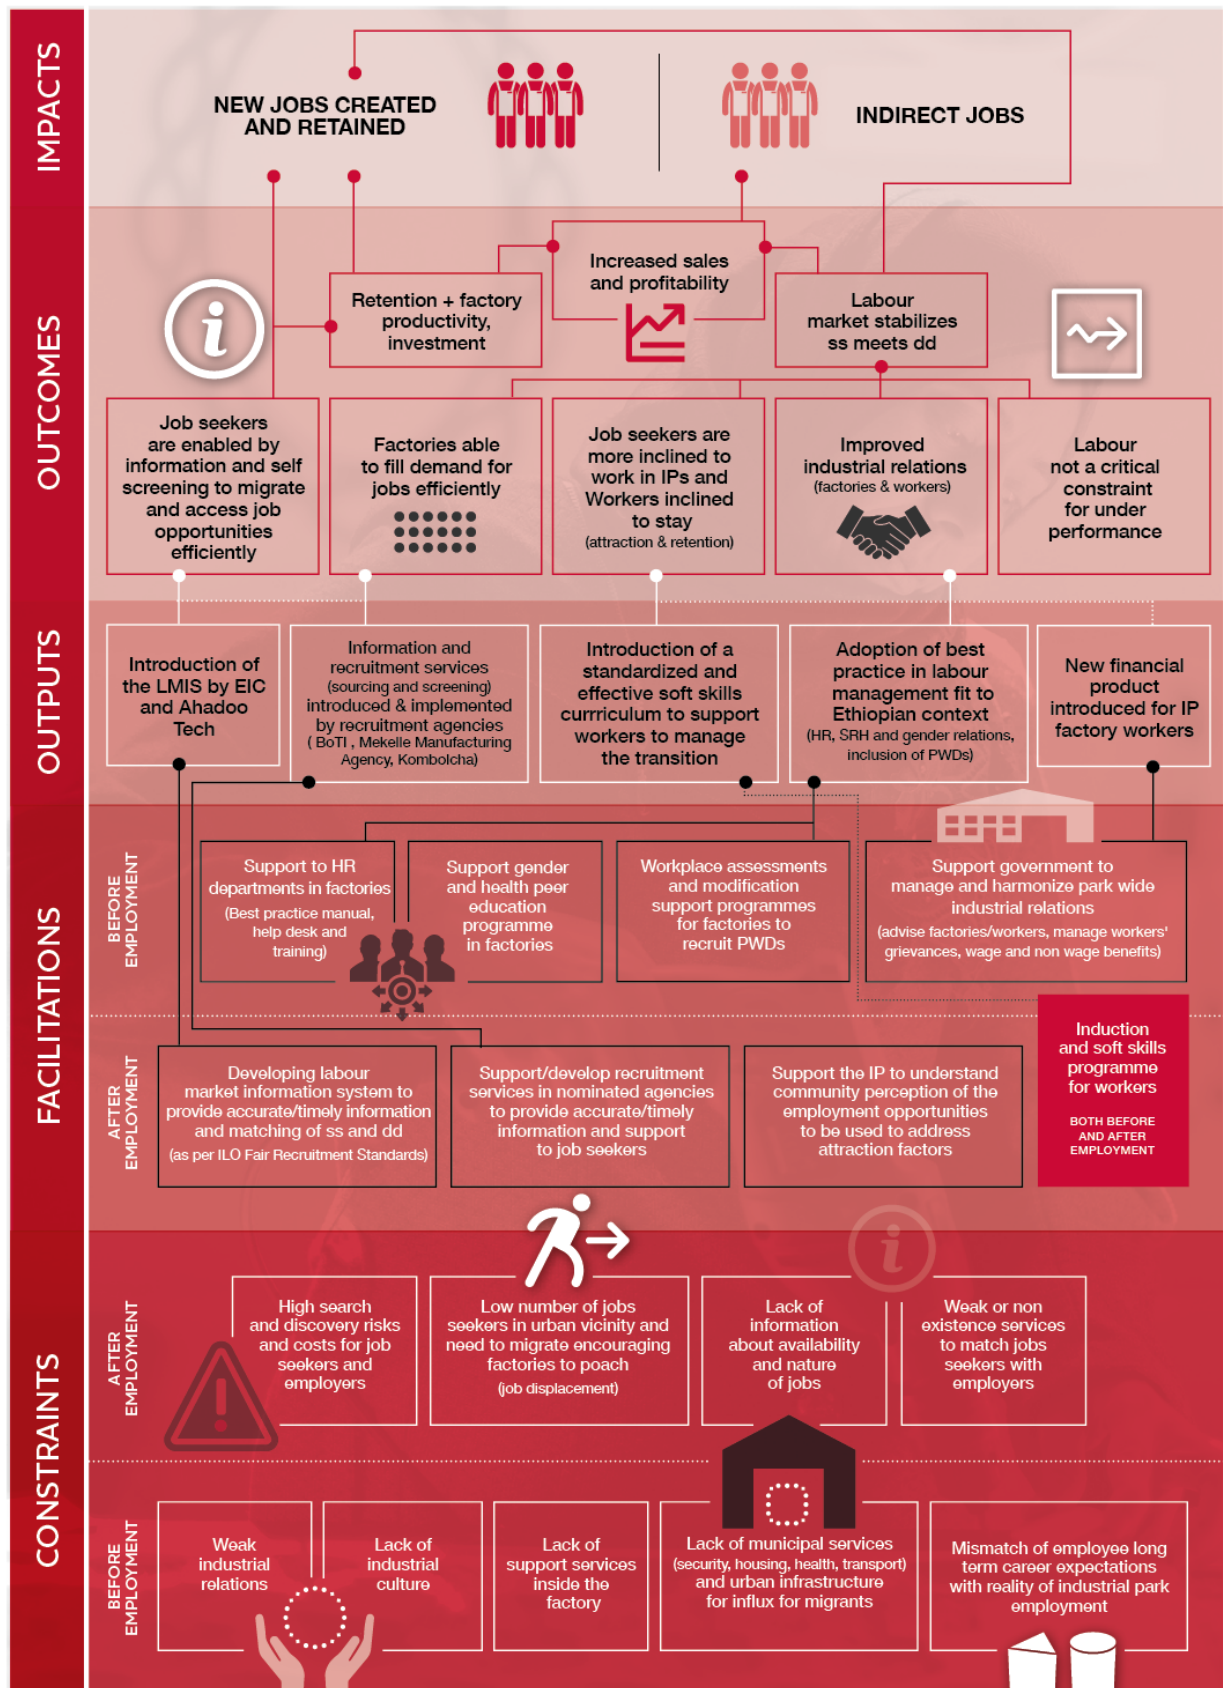 IMPACTS
NEW JOBS CREATED
AND RETAINED
INDIRECT JOBS
OUTCOMES
Increased sales
and profitability
Retention + factory
productivity,
investment
Labour
market stabilizes
ss meets dd
Job seekers
are enabled by
information and self
screening to migrate
and access job
opportunities
efficiently
Factories able
to fill demand for
jobs efficiently
Job seekers are
more inclined to
work in IPs and
Workers inclined
to stay
(attraction & retention)
Improved
industrial relations
(factories & workers)
Labour
not a critical
constraint
for under
performance
OUTPUTS
Introduction of
the LMIS by EIC
and Ahadoo
Tech
Information and
recruitment services
(sourcing and screening)
introduced & implemented
by recruitment agencies
( BoTI , Mekelle Manufacturing
Agency, Kombolcha)
Introduction of a
standardized and
effective soft skills
currriculum to support
workers to manage
the transition
Adoption of best
practice in labour
management fit to
Ethiopian context
(HR, SRH and gender relations,
inclusion of PWDs)
New financial
product
introduced for IP
factory workers
FACILITATIONS
BEFORE
EMPLOYMENT
Support to HR
departments in factories
(Best practice manual,
help desk and
training)
Support gender
and health peer
education
programme
in factories
Workplace assessments
and modification
support programmes
for factories to
recruit PWDs
Support government to
manage and harmonize park wide
industrial relations
(advise factories/workers, manage workers'
grievances, wage and non wage benefits)
AFTER
EMPLOYMENT
Developing labour
market information system to
provide accurate/timely information
and matching of ss and dd
(as per ILO Fair Recruitment Standards)
Support/develop recruitment
services in nominated agencies
to provide accurate/timely
information and support
to job seekers
Support the IP to understand
community perception of the
employment opportunities
to be used to address
attraction factors
Induction
and soft skills
programme
for workers
BOTH BEFORE
AND AFTER
EMPLOYMENT
CONSTRAINTS
AFTER
EMPLOYMENT
High search
and discovery risks
and costs for job
seekers and
employers
Low number of jobs
seekers in urban vicinity and
need to migrate encouraging
factories to poach
(job displacement)
Lack of
information
about availability
and nature
of jobs
Weak or non
existence services
to match jobs
seekers with
employers
BEFORE
EMPLOYMENT
Weak
industrial
relations
Lack of
industrial
culture
Lack of
support services
inside the
factory
Lack of municipal services
(security, housing, health, transport)
and urban infrastructure
for influx for migrants
Mismatch of employee long
term career expectations
with reality of industrial park
employment